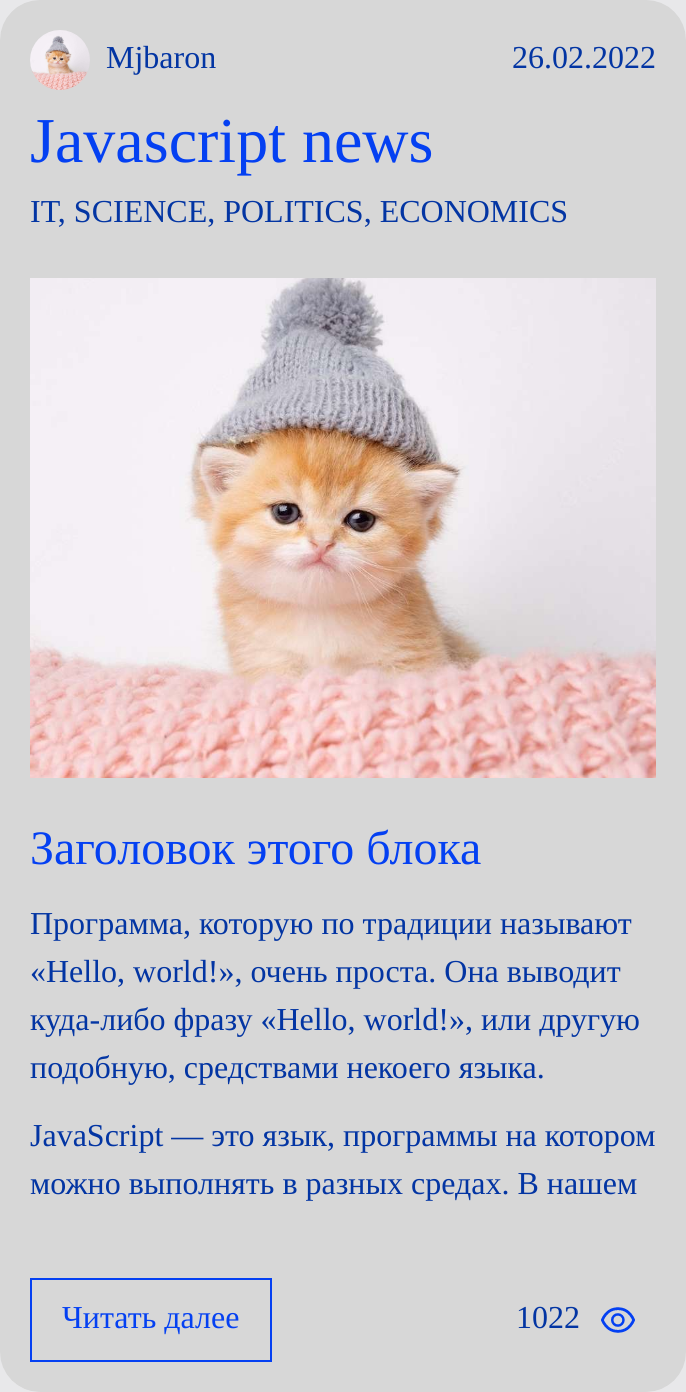 Mjbaron 26.02.2022
Javascript news
IT, SCIENCE, POLITICS, ECONOMICS
Заголовок этого блока
Программа, которую по традиции называют
«Hello, world!», очень проста. Она выводит
куда-либо фразу «Hello, world!», или другую
подобную, средствами некоего языка.
JavaScript — это язык, программы на котором
можно выполнять в разных средах. В нашем
Читать далее 1022